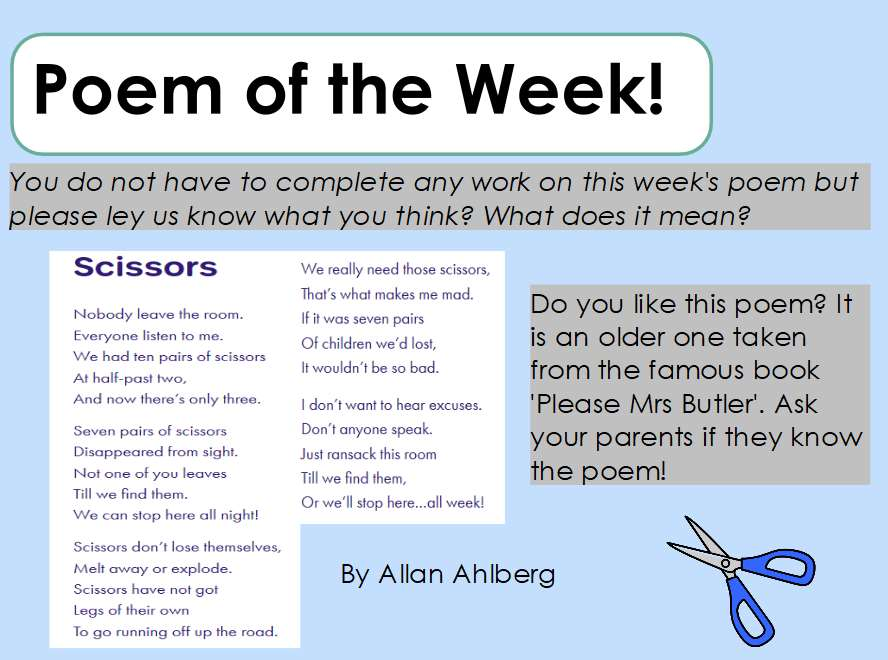 Poem of the Week!
You do not have to complete any work on this week's poem but
please ley us know what you think? What does it mean?
Scissors
Nobody leave the room.
Everyone listen to me.
We had ten pairs of scissors
At half-past two,
And now there's only three.
Seven pairs of scissors
Disappeared from sight.
Not one of you leaves
Till we find them.
We can stop here all night!
Scissors don't lose themselves,
Melt away or explode.
Scissors have not got
Legs of their own
To go running off up the road.
We really need those scissors,
That's what makes me mad.
If it was seven pairs
Of children we'd lost,
It wouldn't be so bad.
I don't want to hear excuses.
Don't anyone speak.
Just ransack this room
Till we find them,
Or we'll stop here...all week!
Do you like this poem? It
is an older one taken
from the famous book
'Please Mrs Butler'. Ask
your parents if they know
the poem!
By Allan Ahlberg